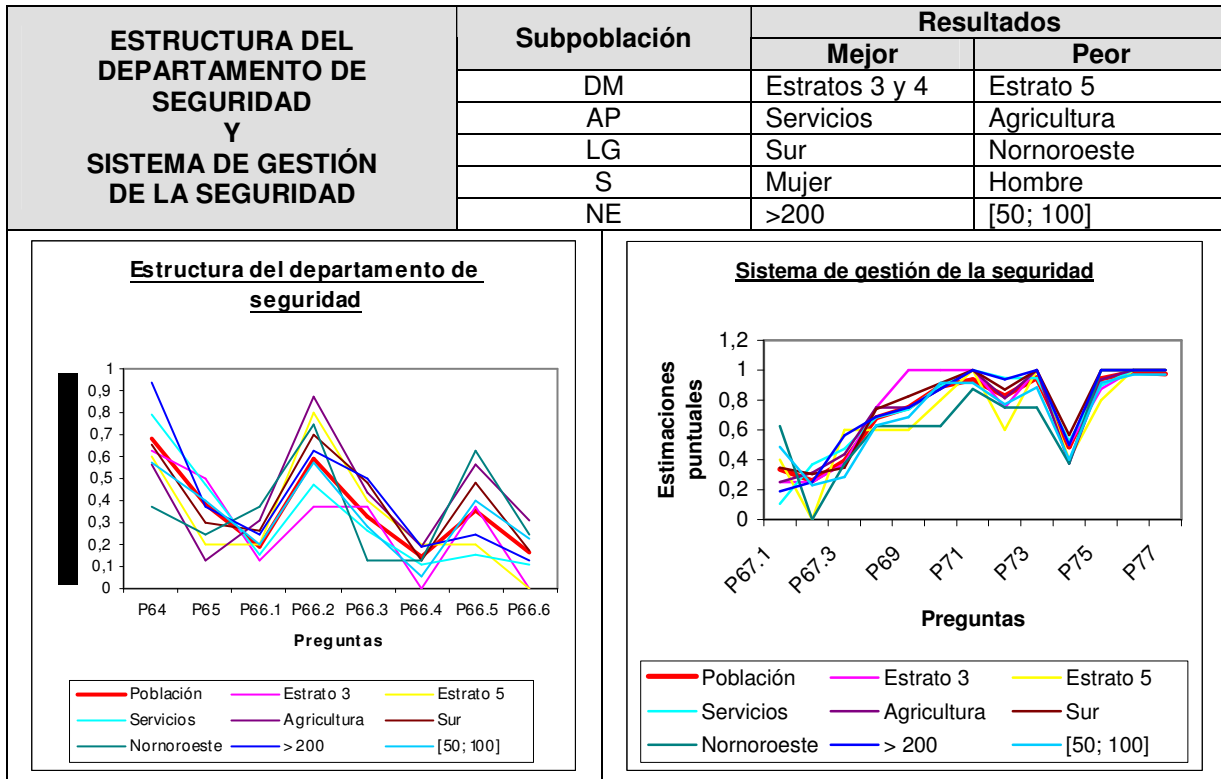 ESTRUCTURA DEL
DEPARTAMENTO DE
SEGURIDAD
Y
SISTEMA DE GESTIÓN
DE LA SEGURIDAD
Subpoblación
Resultados
Mejor Peor
DM Estratos 3 y 4 Estrato 5
AP Servicios Agricultura
LG Sur Nornoroeste
S Mujer Hombre
NE >200 [50; 100]
Estructura del departamento de
seguridad
1
0,9
0,8
0,7
0,6
0,5
0,4
0,3
0,2
0,1
0
P64 P65 P66.1 P66.2 P66.3 P66.4 P66.5 P66.6
Preguntas
Población Estrato 3 Estrato 5
Servicios Agricultura Sur
Nornoroeste > 200 [50; 100]
Sistema de gestión de la seguridad
Estimaciones
puntuales
1,2
1
0,8
0,6
0,4
0,2
0
P67.1 P67.3 P69 P71 P73 P75 P77
Preguntas
Población Estrato 3 Estrato 5
Servicios Agricultura Sur
Nornoroeste > 200 [50; 100]